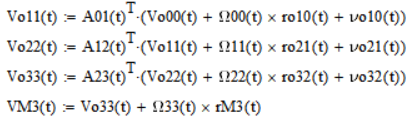 Vo11(t) := A01(t)ᵀ·(Vo00(t) + Ω00(t) × ro10(t) + νo10(t))
Vo22(t) := A12(t)ᵀ·(Vo11(t) + Ω11(t) × ro21(t) + νo21(t))
Vo33(t) := A23(t)ᵀ·(Vo22(t) + Ω22(t) × ro32(t) + νo32(t))
VM3(t) := Vo33(t) + Ω33(t) × rM3(t)